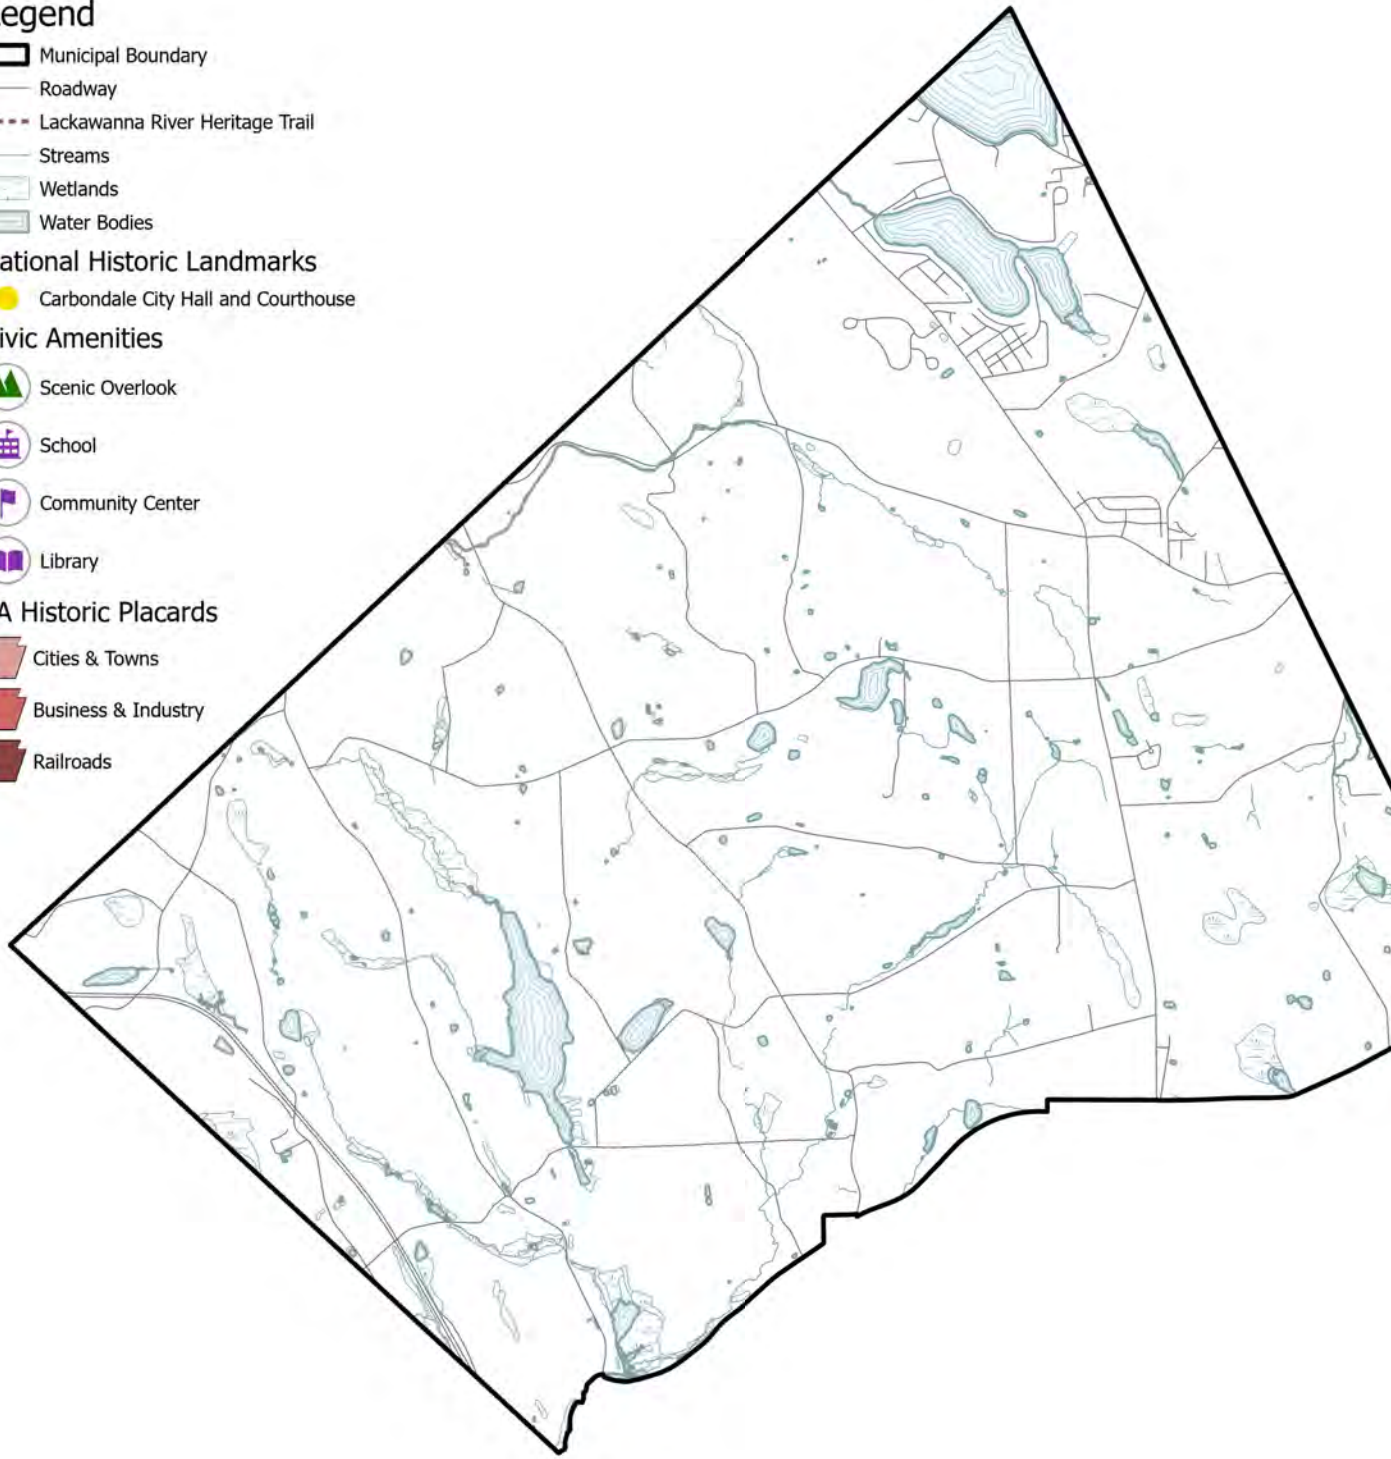 egend
Municipal Boundary
Roadway
Lackawanna River Heritage Trail
Streams
Wetlands
Water Bodies
ational Historic Landmarks
Carbondale City Hall and Courthouse
ivic Amenities
Scenic Overlook
School
Community Center
Library
A Historic Placards
Cities & Towns
Business & Industry
Railroads